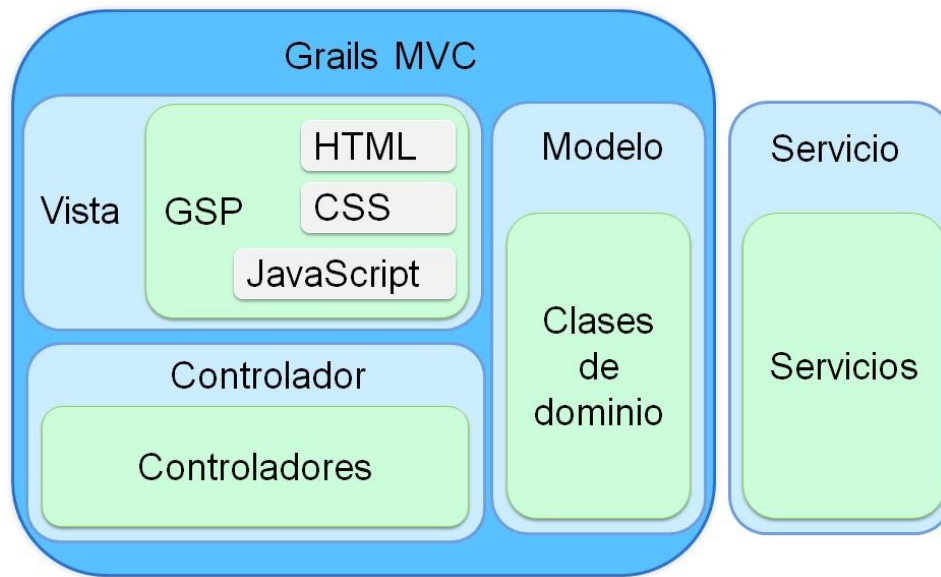 Grails MVC
Vista
GSP
HTML
CSS
JavaScript
Controlador
Controladores
Modelo
Clases
de
dominio
Servicio
Servicios